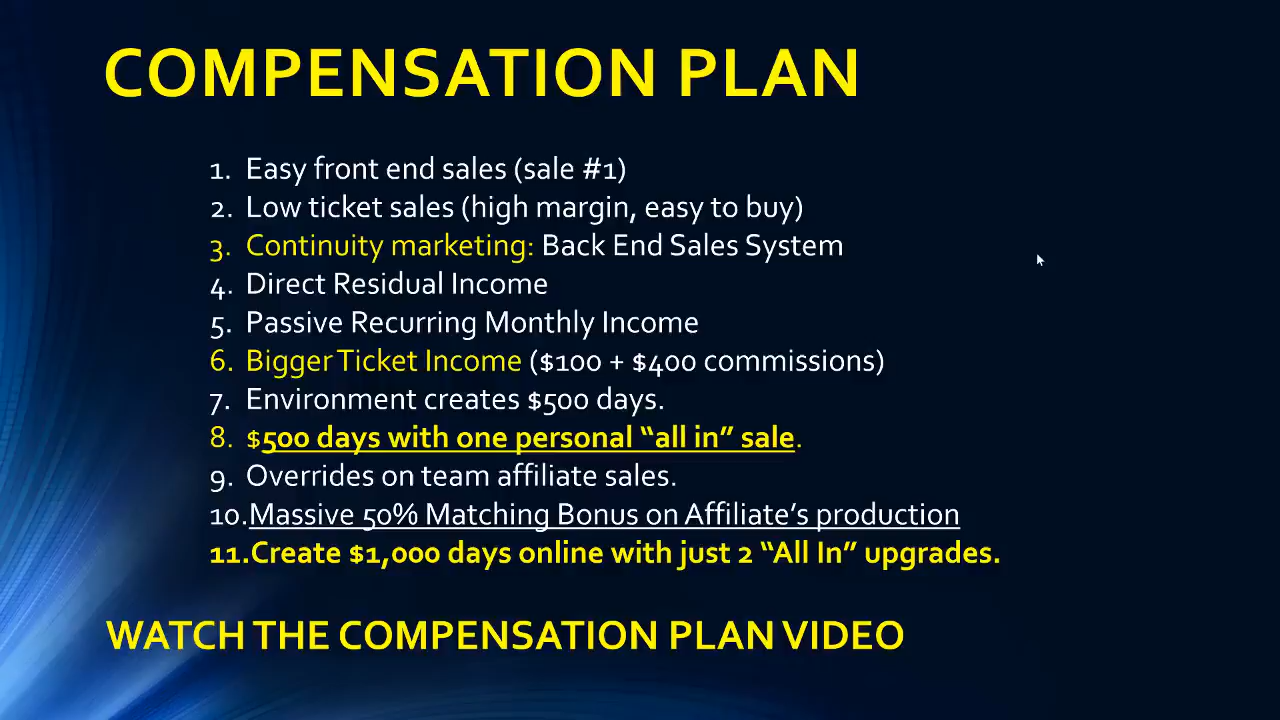 COMPENSATION PLAN
1. Easy front end sales (sale #1)
2. Low ticket sales (high margin, easy to buy)
3. Continuity marketing: Back End Sales System
4. Direct Residual Income
5. Passive Recurring Monthly Income
6. Bigger Ticket Income ($100 + $400 commissions)
7. Environment creates $500 days.
8. $500 days with one personal “all in” sale.
9. Overrides on team affiliate sales.
10.Massive 50% Matching Bonus on Affiliate’s production
11.Create $1,000 days online with just 2 “All In” upgrades.
WATCH THE COMPENSATION PLAN VIDEO